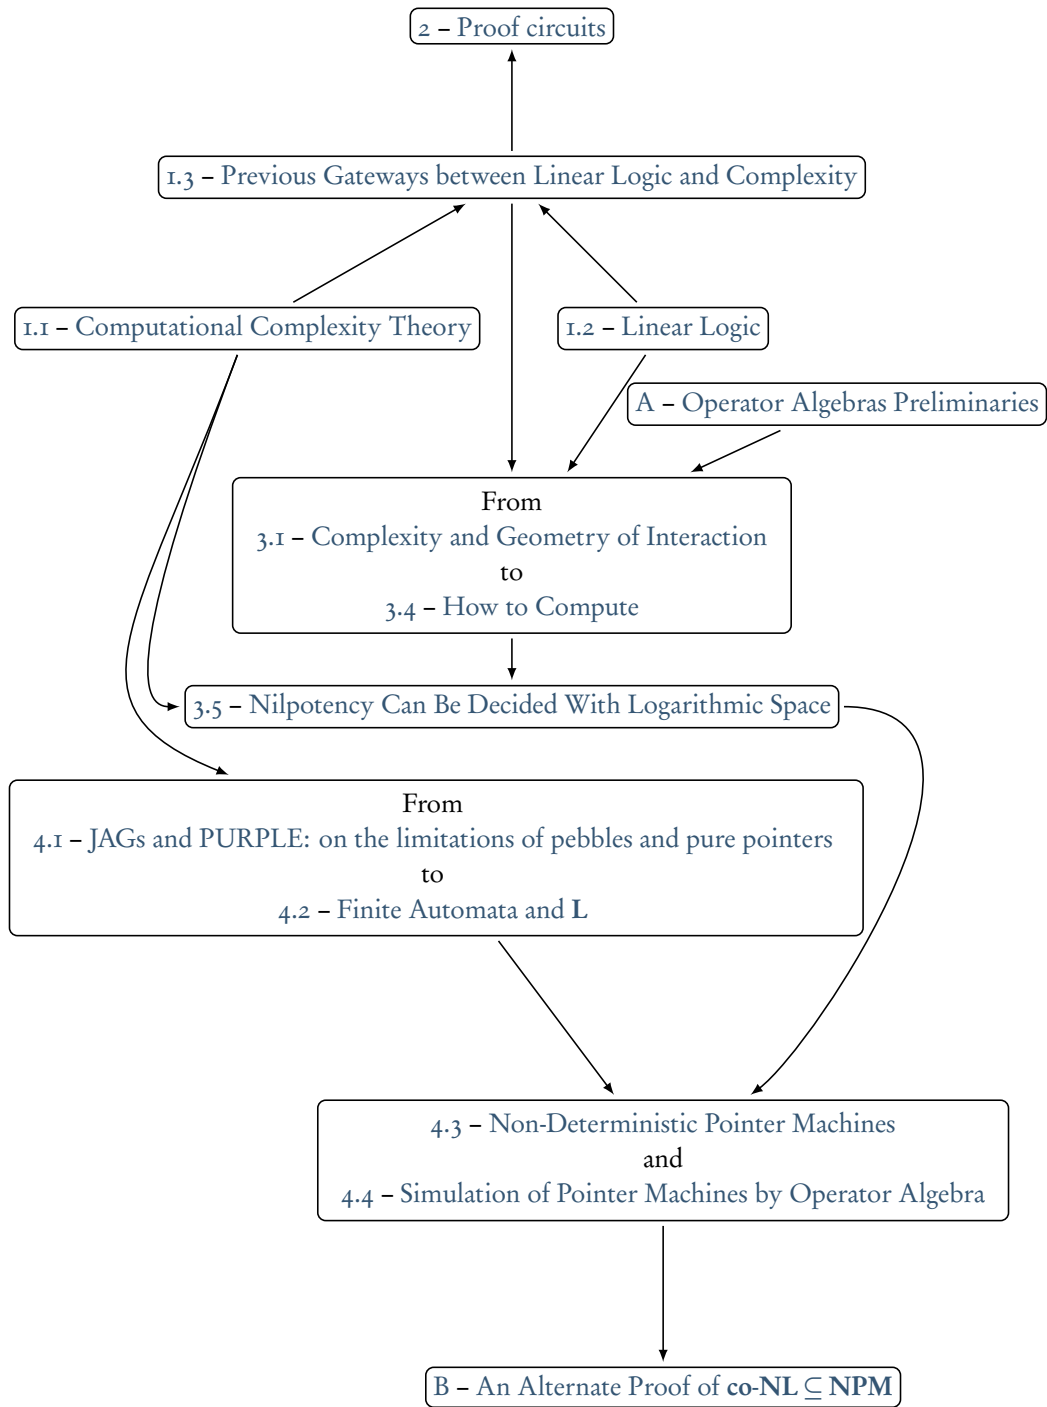 2 – Proof circuits
1.3 – Previous Gateways between Linear Logic and Complexity
1.1 – Computational Complexity Theory
1.2 – Linear Logic
A – Operator Algebras Preliminaries
From
3.1 – Complexity and Geometry of Interaction
to
3.4 – How to Compute
3.5 – Nilpotency Can Be Decided With Logarithmic Space
From
4.1 – JAGs and PURPLE: on the limitations of pebbles and pure pointers
to
4.2 – Finite Automata and L
4.3 – Non-Deterministic Pointer Machines
and
4.4 – Simulation of Pointer Machines by Operator Algebra
B – An Alternate Proof of co-NL ⊆ NPM